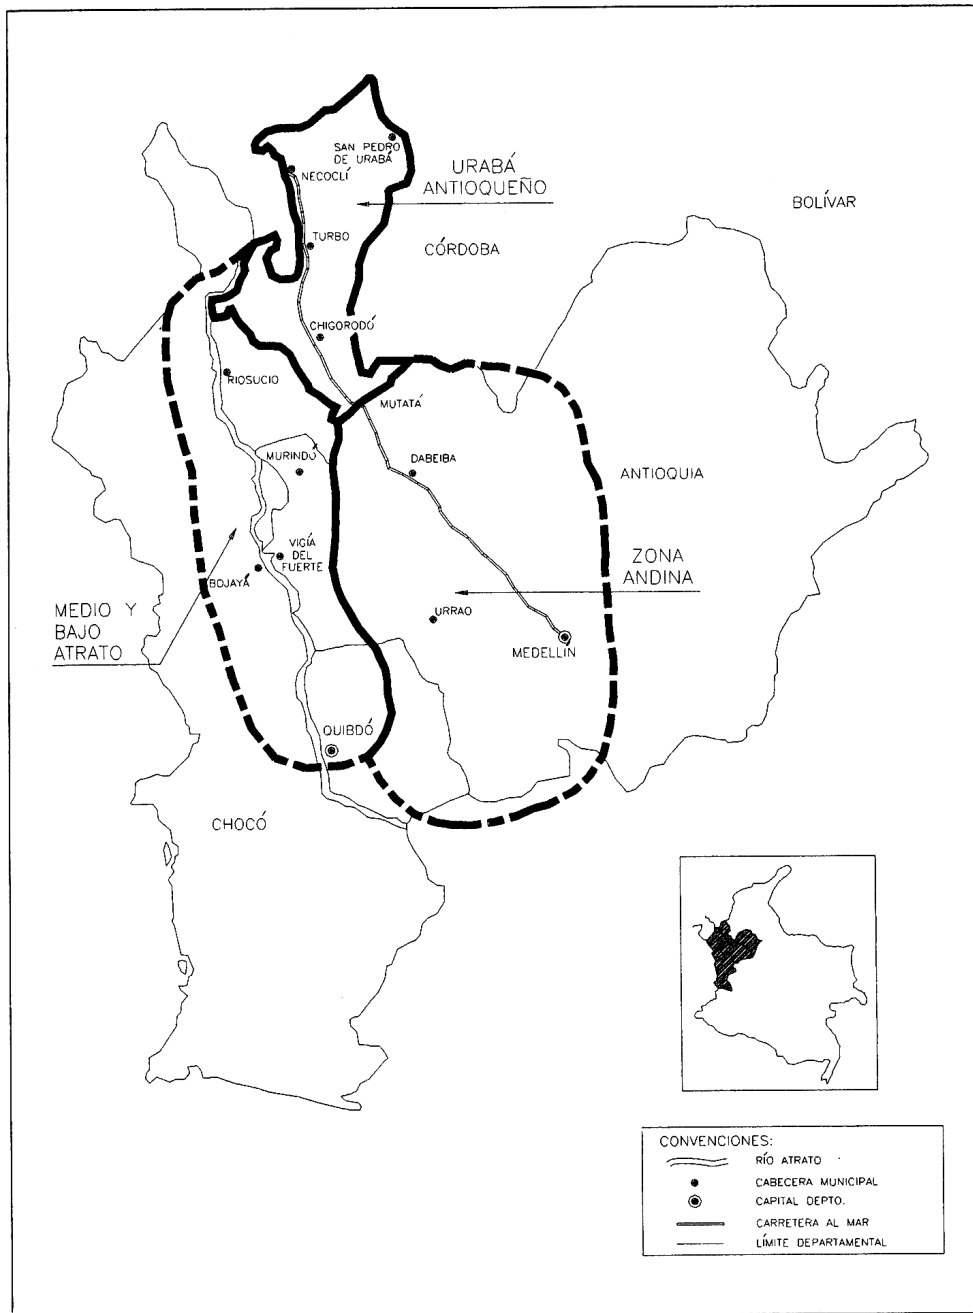 SAN PEDRO
DE URABÁ
NECOCLÍ
URABÁ
ANTIOQUEÑO
BOLÍVAR
TURBO
CÓRDOBA
CHIGORODÓ
RIOSUCIO
MUTATÁ
MURINDÓ
DABEIBA
ANTIOQUIA
VIGÍA
DEL
FUERTE
BOJAYÁ
ZONA
ANDINA
MEDIO Y
BAJO
ATRATO
URRAO
MEDELLÍN
QUIBDÓ
CHOCÓ
CONVENCIONES:
RÍO ATRATO
CABECERA MUNICIPAL
CAPITAL DEPTO.
CARRETERA AL MAR
LÍMITE DEPARTAMENTAL